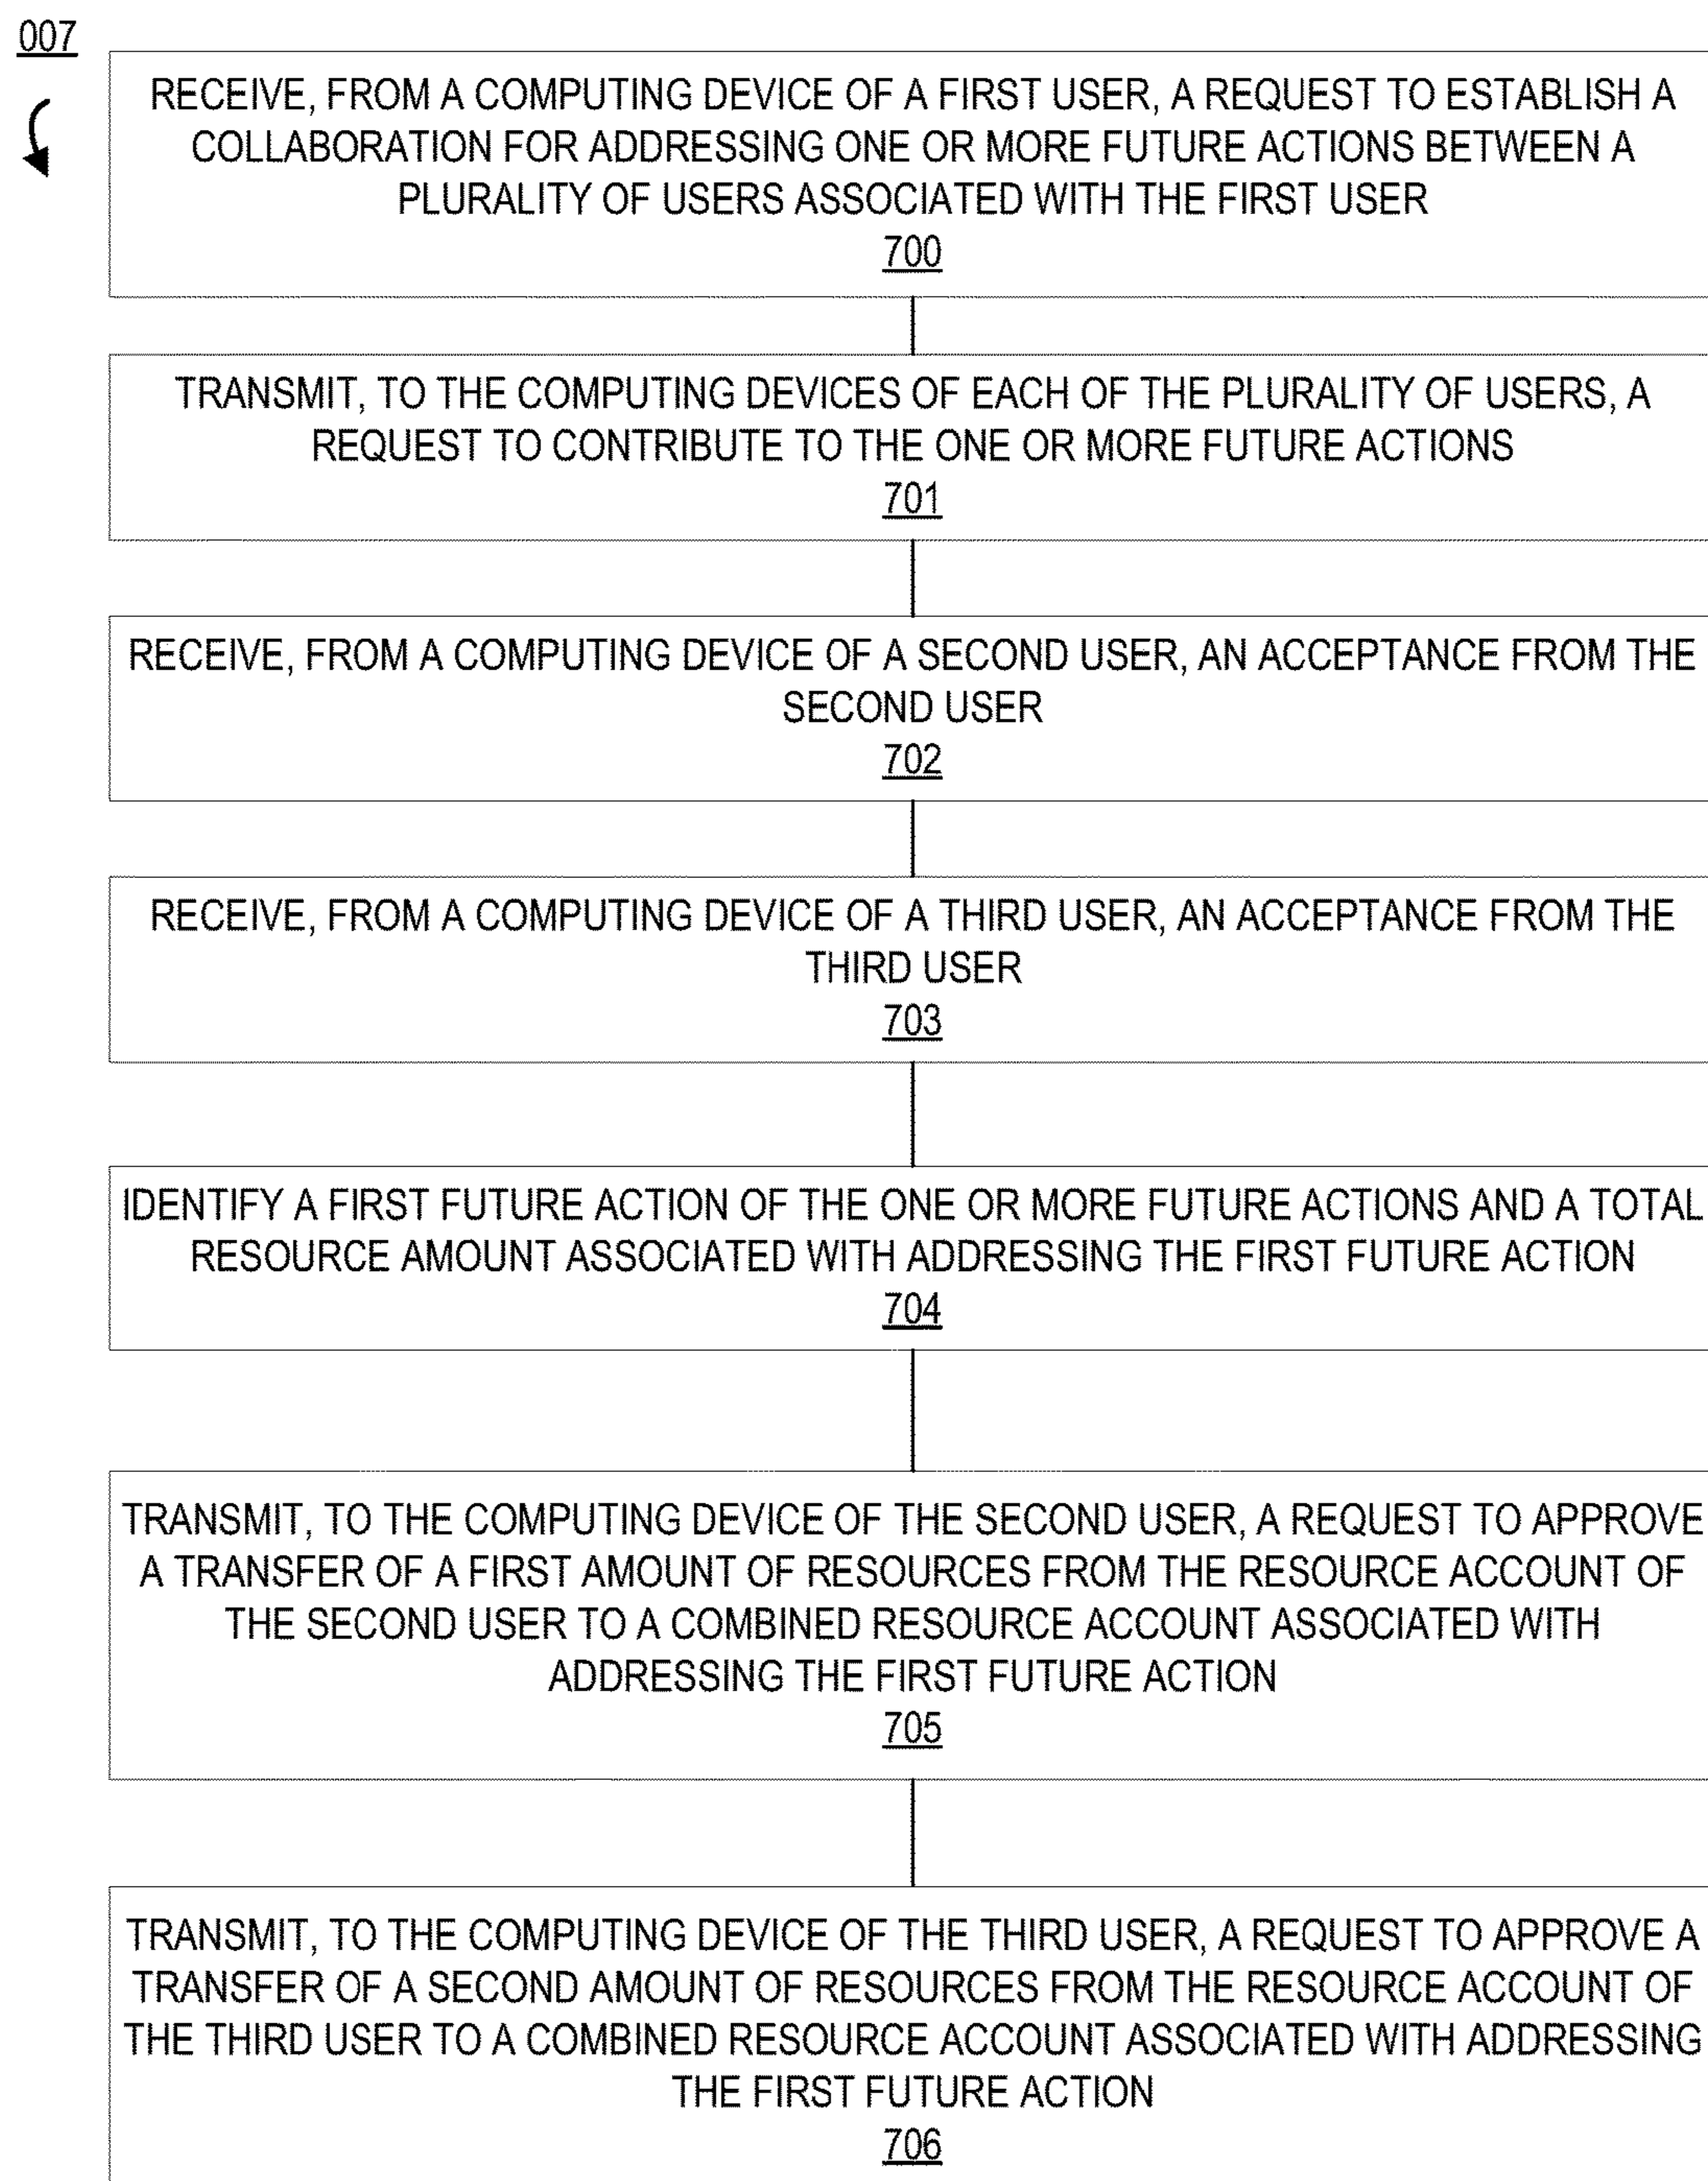 007
RECEIVE, FROM A COMPUTING DEVICE OF A FIRST USER, A REQUEST TO ESTABLISH A
COLLABORATION FOR ADDRESSING ONE OR MORE FUTURE ACTIONS BETWEEN A
PLURALITY OF USERS ASSOCIATED WITH THE FIRST USER
700
TRANSMIT, TO THE COMPUTING DEVICES OF EACH OF THE PLURALITY OF USERS, A
REQUEST TO CONTRIBUTE TO THE ONE OR MORE FUTURE ACTIONS
701
RECEIVE, FROM A COMPUTING DEVICE OF A SECOND USER, AN ACCEPTANCE FROM THE
SECOND USER
702
RECEIVE, FROM A COMPUTING DEVICE OF A THIRD USER, AN ACCEPTANCE FROM THE
THIRD USER
703
IDENTIFY A FIRST FUTURE ACTION OF THE ONE OR MORE FUTURE ACTIONS AND A TOTAL
RESOURCE AMOUNT ASSOCIATED WITH ADDRESSING THE FIRST FUTURE ACTION
704
TRANSMIT, TO THE COMPUTING DEVICE OF THE SECOND USER, A REQUEST TO APPROVE
A TRANSFER OF A FIRST AMOUNT OF RESOURCES FROM THE RESOURCE ACCOUNT OF
THE SECOND USER TO A COMBINED RESOURCE ACCOUNT ASSOCIATED WITH
ADDRESSING THE FIRST FUTURE ACTION
705
TRANSMIT, TO THE COMPUTING DEVICE OF THE THIRD USER, A REQUEST TO APPROVE A
TRANSFER OF A SECOND AMOUNT OF RESOURCES FROM THE RESOURCE ACCOUNT OF
THE THIRD USER TO A COMBINED RESOURCE ACCOUNT ASSOCIATED WITH ADDRESSING
THE FIRST FUTURE ACTION
706